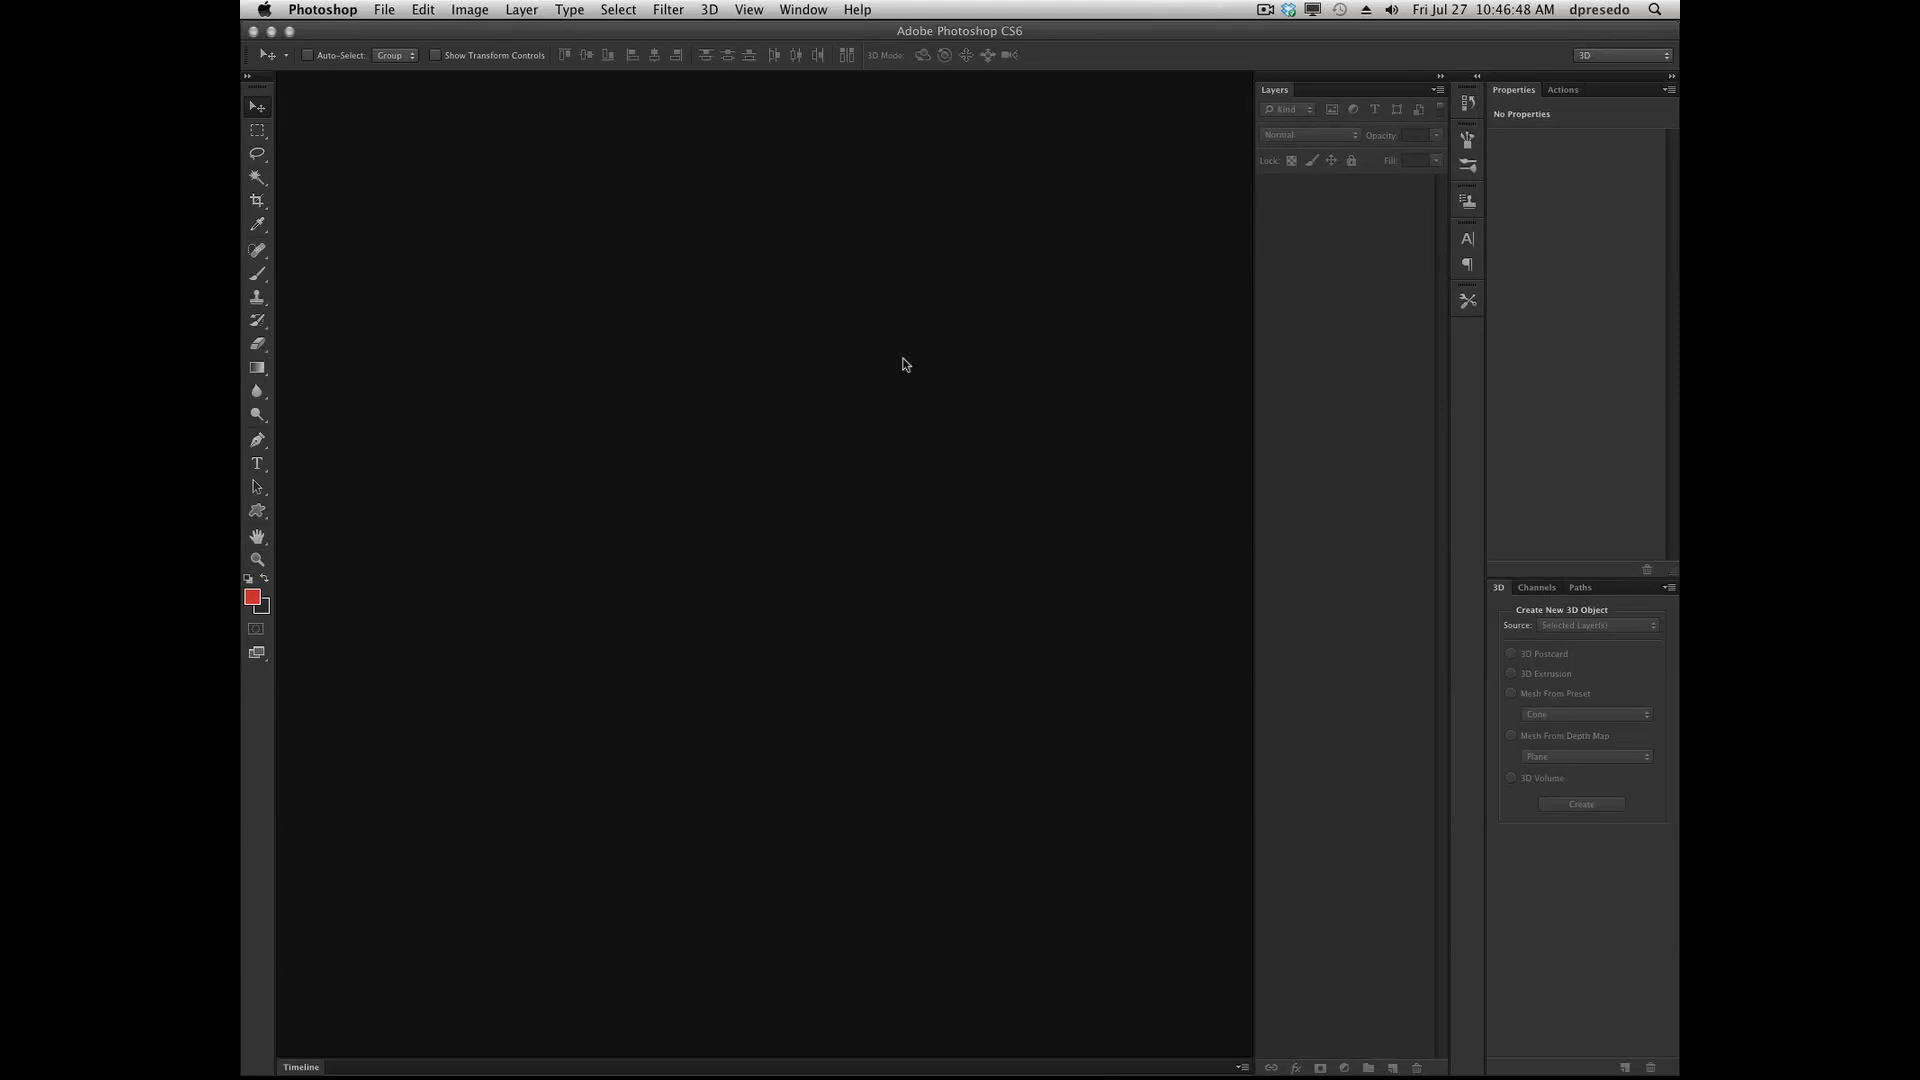 Photoshop File Edit Image Layer Type Select Filter 3D View Window Help Fri Jul 27 10:46:48 AM dpresedo
Adobe Photoshop CS6
Auto-Select: Group Show Transform Controls 3D Mode: 3D
Layers
Kind
Normal Opacity:
Lock: Fill:
Properties Actions
No Properties
3D Channels Paths
Create New 3D Object
Source: Selected Layer(s)
3D Postcard
3D Extrusion
Mesh From Preset
Cone
Mesh From Depth Map
Plane
3D Volume
Create
Timeline